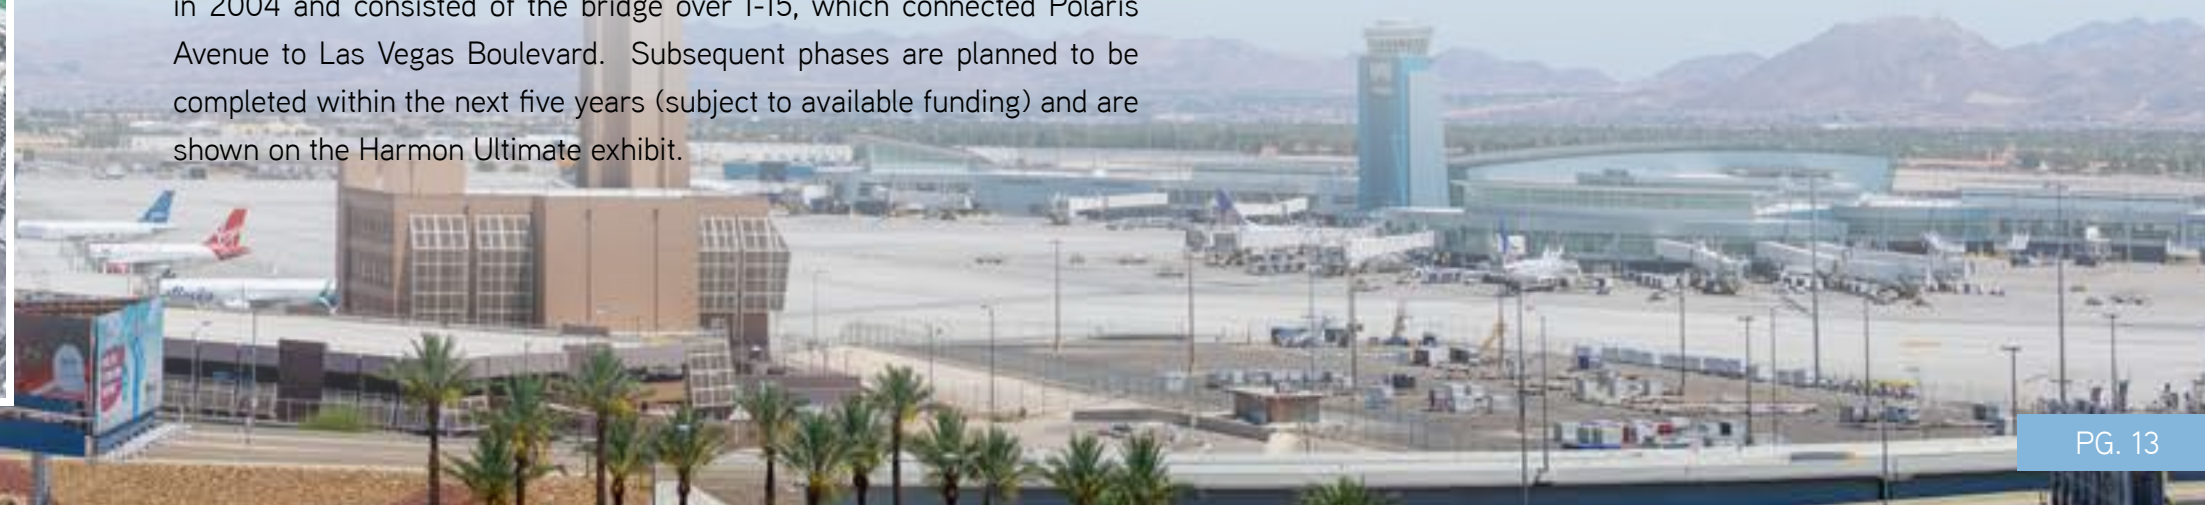 in 2004 and consisted of the bridge over I-15, which connected Polaris
Avenue to Las Vegas Boulevard.  Subsequent phases are planned to be
completed within the next five years (subject to available funding) and are
shown on the Harmon Ultimate exhibit.
PG. 13